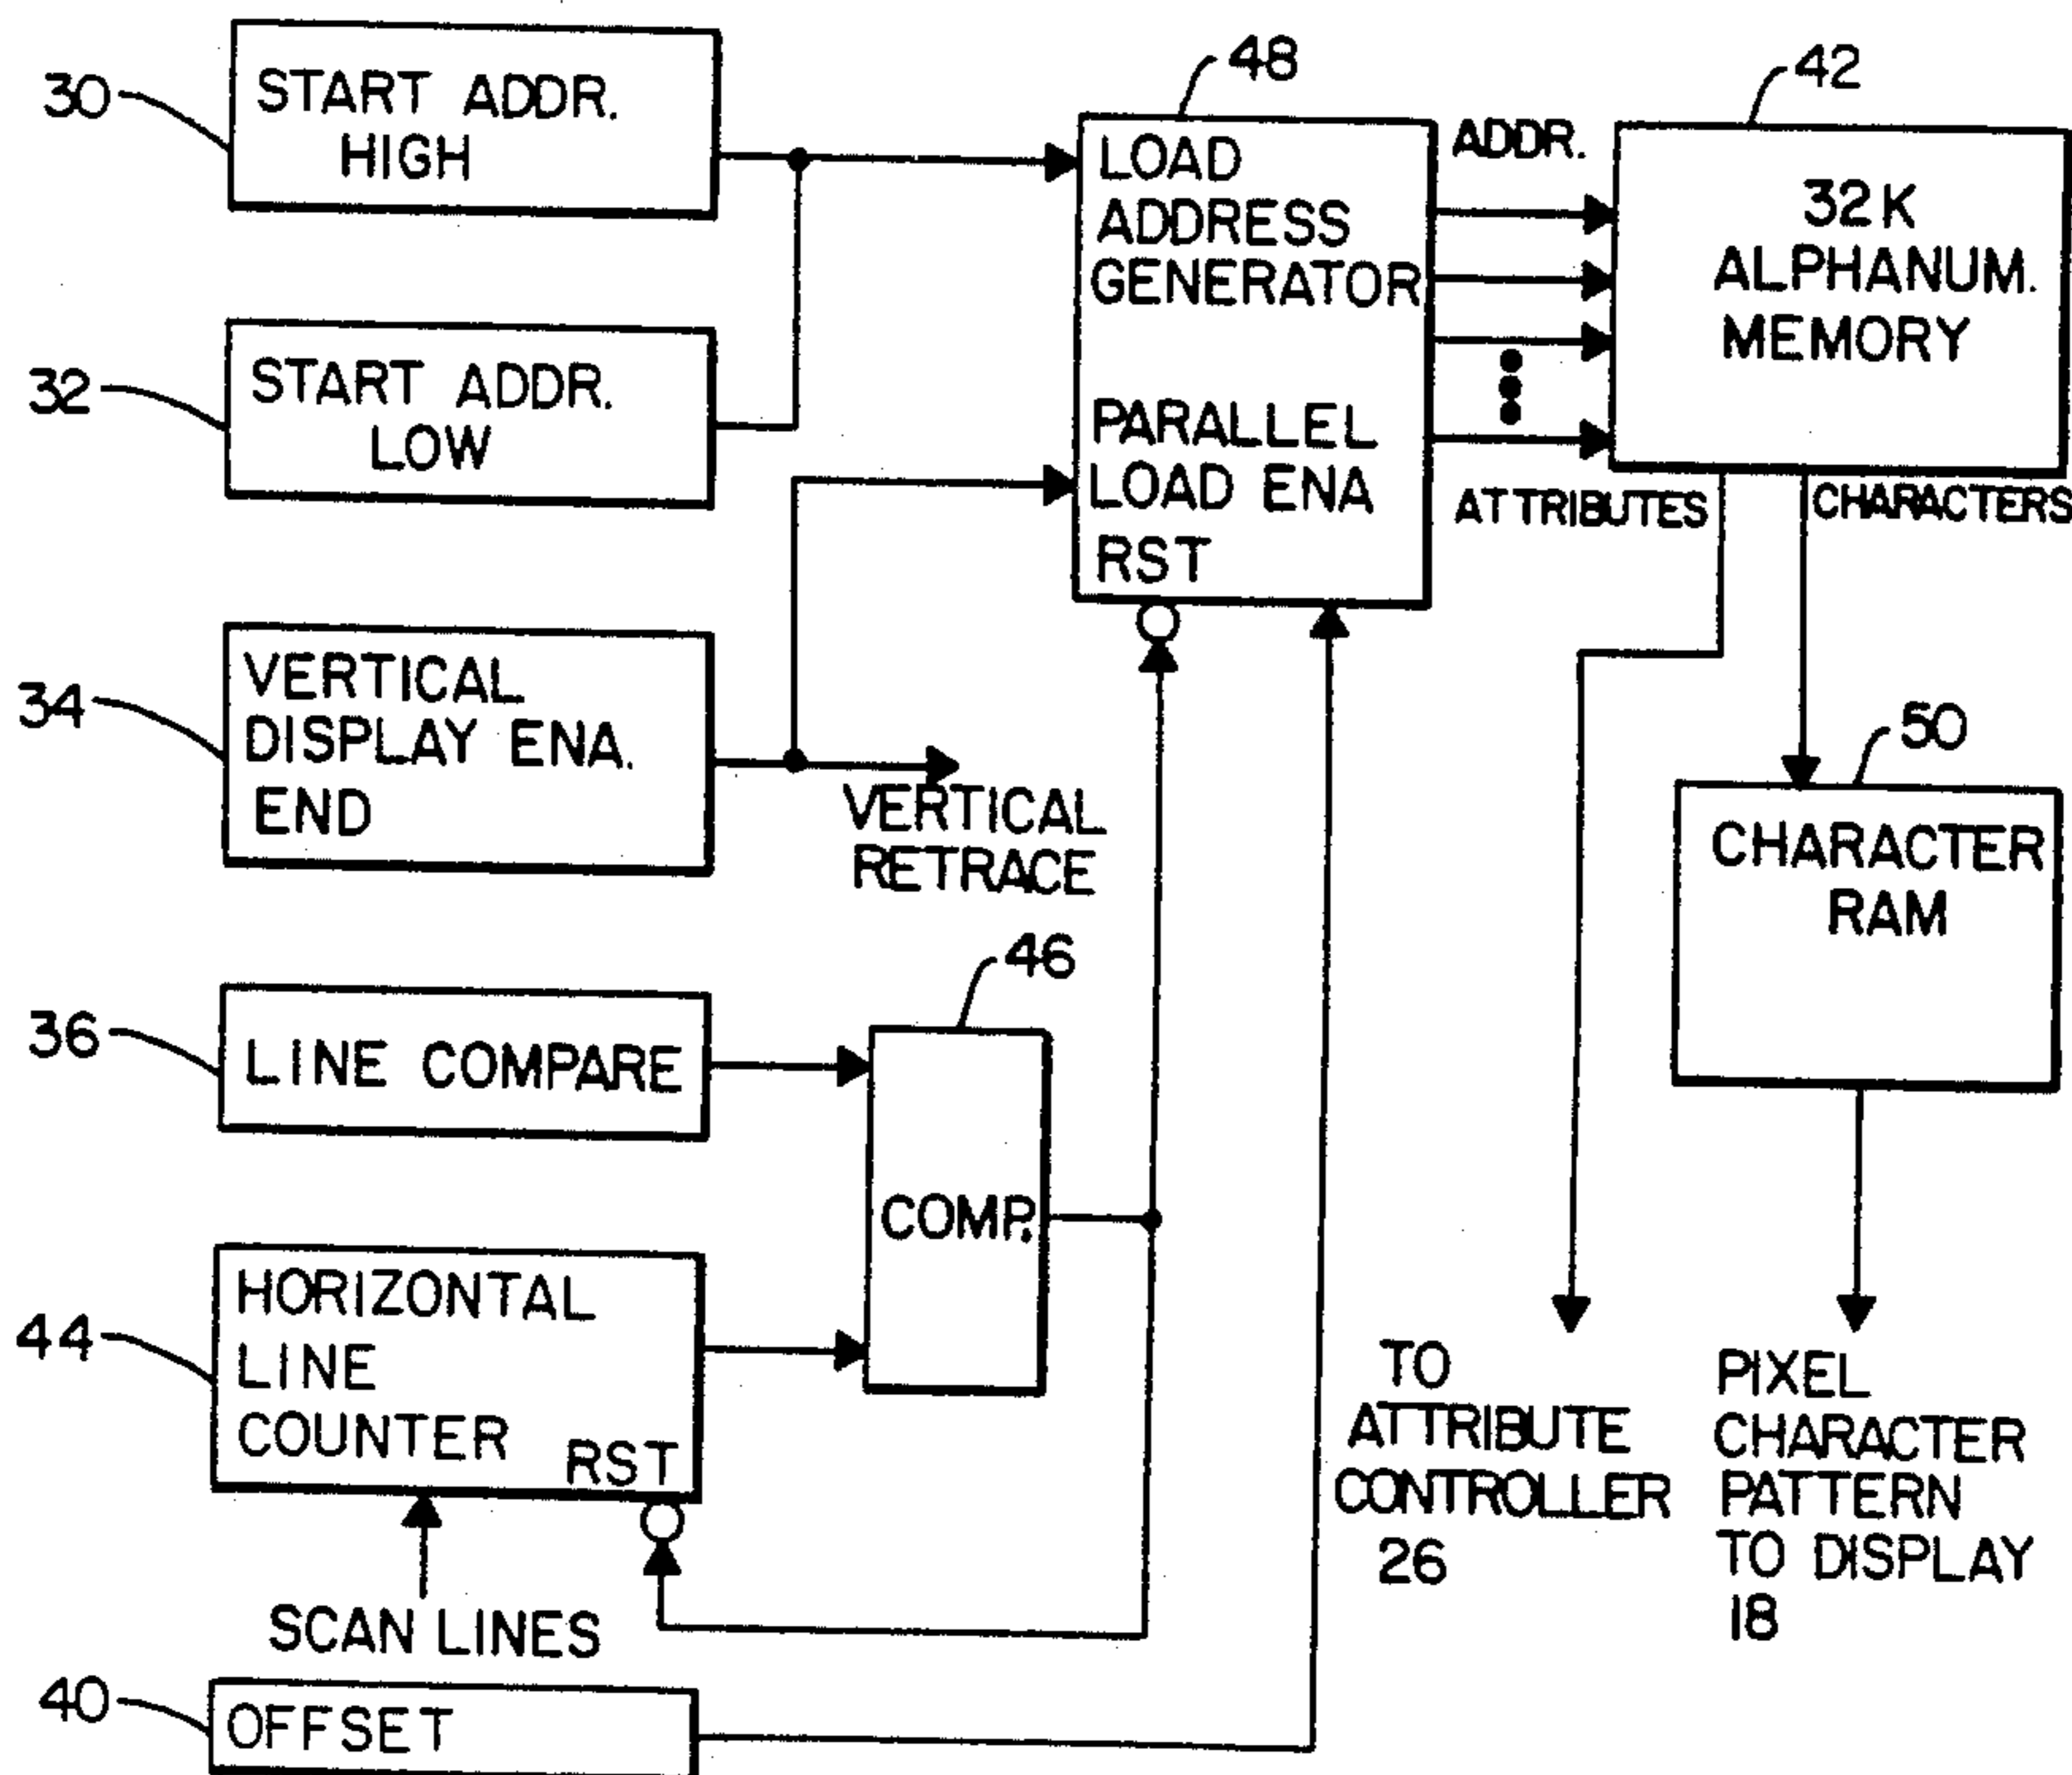 30
START ADDR.
HIGH
32
START ADDR.
LOW
34
VERTICAL
DISPLAY ENA.
END
VERTICAL
RETRACE
36
LINE COMPARE
44
HORIZONTAL
LINE
COUNTER
RST
SCAN LINES
40
OFFSET
46
COMP.
48
LOAD
ADDRESS
GENERATOR
PARALLEL
LOAD ENA
RST
ADDR.
42
32K
ALPHANUM.
MEMORY
ATTRIBUTES
CHARACTERS
50
CHARACTER
RAM
TO
ATTRIBUTE
CONTROLLER
26
PIXEL
CHARACTER
PATTERN
TO DISPLAY
18